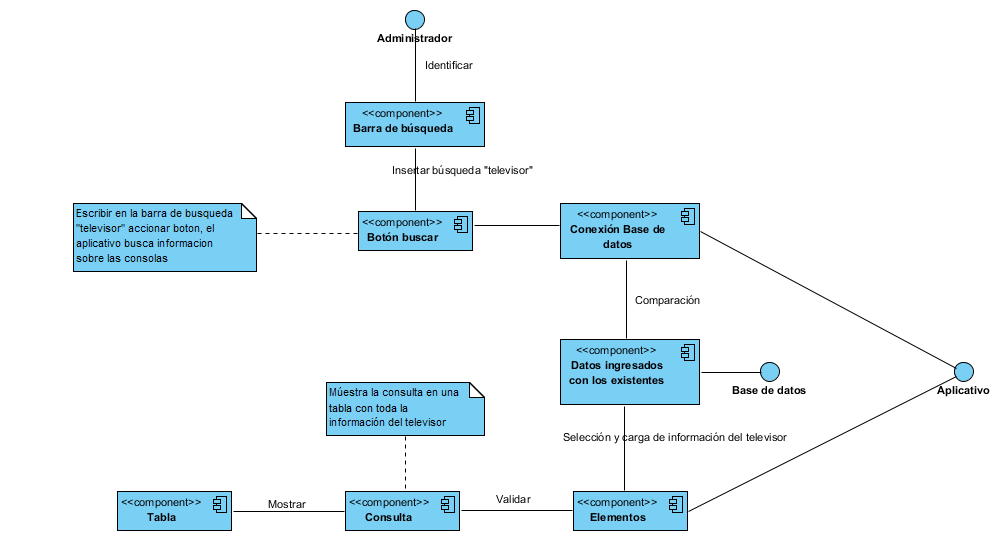 Administrador
Identificar
<<component>>
Barra de búsqueda
Insertar búsqueda "televisor"
Escribir en la barra de busqueda
"televisor" accionar boton, el
aplicativo busca informacion
sobre las consolas
<<component>>
Botón buscar
<<component>>
Conexión Base de
datos
Comparación
<<component>>
Datos ingresados
con los existentes
Base de datos
Aplicativo
Múestra la consulta en una
tabla con toda la
información del televisor
Selección y carga de información del televisor
<<component>>
Tabla
Mostrar
<<component>>
Consulta
Validar
<<component>>
Elementos